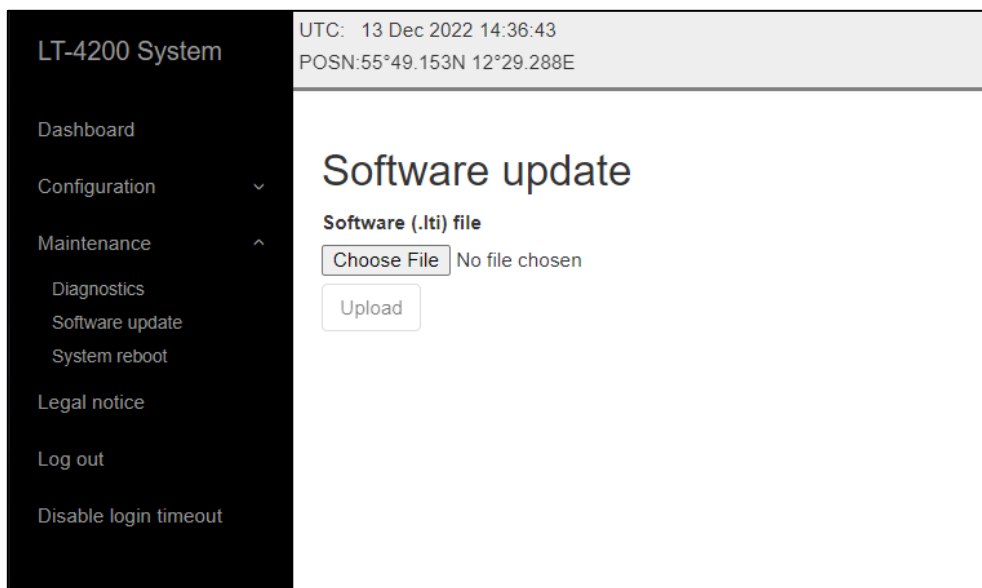 LT-4200 System
Dashboard
Configuration
Maintenance
Diagnostics
Software update
System reboot
Legal notice
Log out
Disable login timeout
UTC: 13 Dec 2022 14:36:43
POSN:55°49.153N 12°29.288E
Software update
Software (.lti) file
Choose File No file chosen
Upload